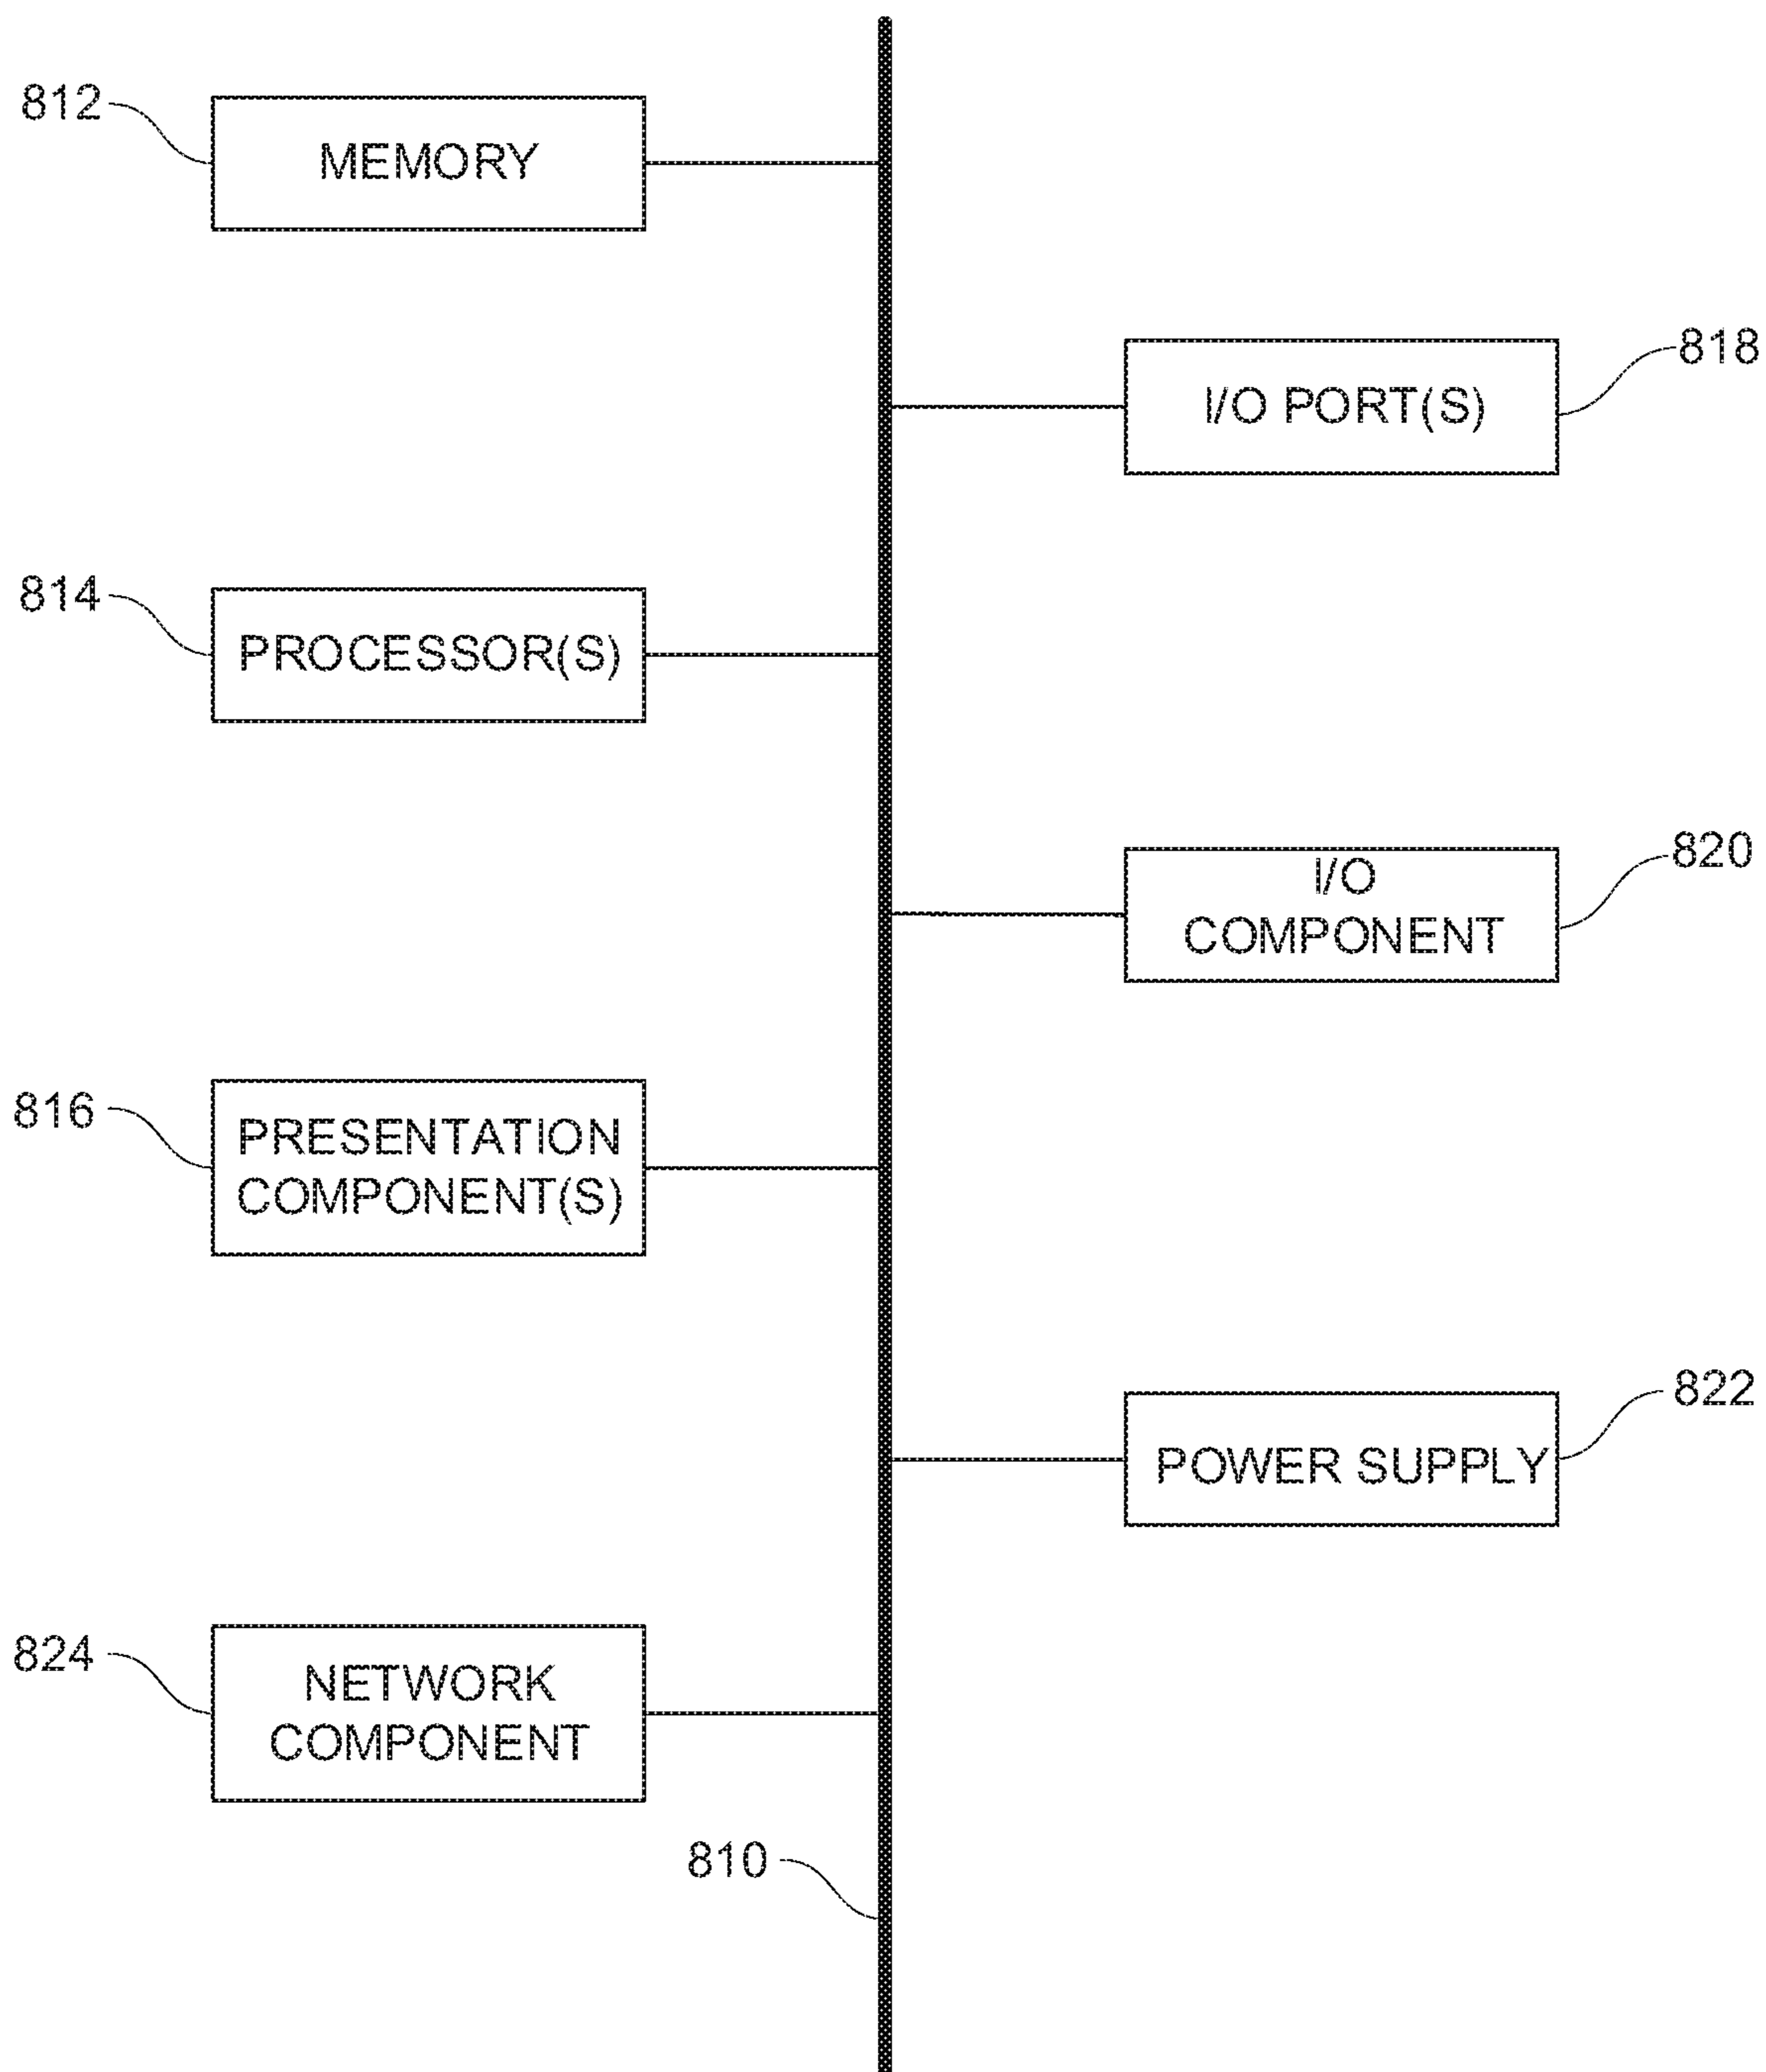 812
MEMORY
818
I/O PORT(S)
814
PROCESSOR(S)
820
I/O
COMPONENT
816
PRESENTATION
COMPONENT(S)
822
POWER SUPPLY
824
NETWORK
COMPONENT
810